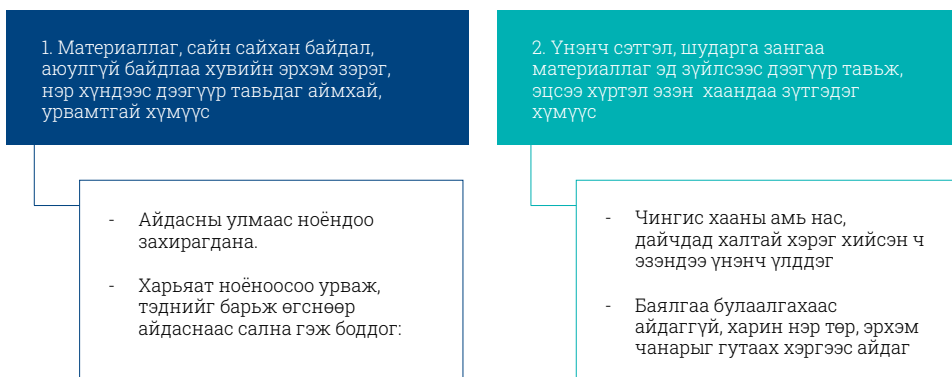 1. Материаллаг, сайн сайхан байдал,
аюулгүй байдлаа хувийн эрхэм зэрэг,
нэр хүндээс дээгүүр тавьдаг аймхай,
урвамтгай хүмүүс
- Айдасны улмаас ноёндоо
захирагдана.
- Харьяат ноёноосоо урваж,
тэднийг барьж өгснөөр
айдаснаас сална гэж боддог:
2. Үнэнч сэтгэл, шударга зангаа
материаллаг эд зүйлсээс дээгүүр тавьж,
эцсээ хүртэл эзэн хаандаа зүтгэдэг
хүмүүс
- Чингис хааны амь нас,
дайчдад халтай хэрэг хийсэн ч
эзэндээ үнэнч үлддэг
- Баялгаа булаалгахаас
айдаггүй, харин нэр төр, эрхэм
чанарыг гутаах хэргээс айдаг